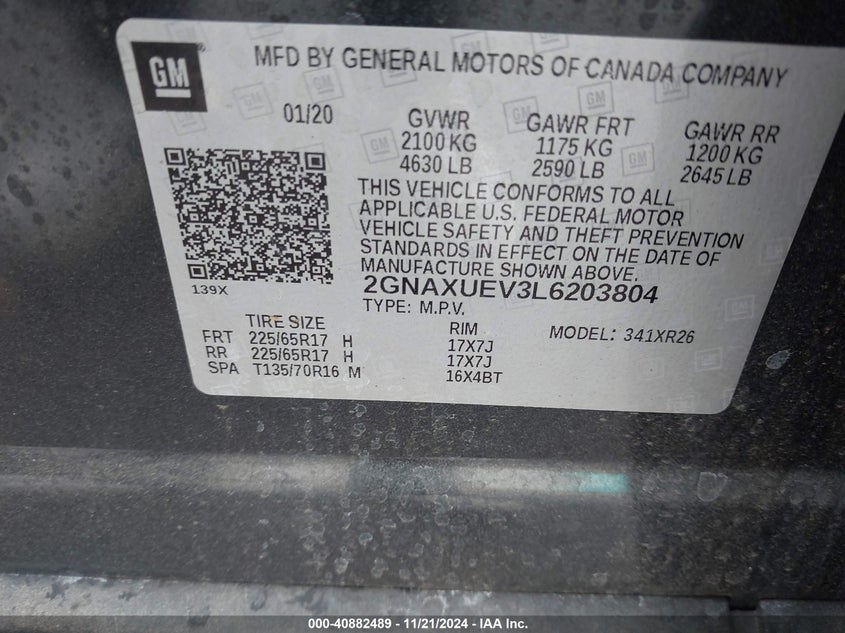 GM
MFD BY GENERAL MOTORS OF CANADA COMPANY
01/20
GVWR
2100 KG
4630 LB
GAWR FRT
1175 KG
2590 LB
GAWR RR
1200 KG
2645 LB
THIS VEHICLE CONFORMS TO ALL
APPLICABLE U.S. FEDERAL MOTOR
VEHICLE SAFETY AND THEFT PREVENTION
STANDARDS IN EFFECT ON THE DATE OF
MANUFACTURE SHOWN ABOVE.
139X
2GNAXUEV3L6203804
TYPE: M.P.V.
TIRE SIZE
RIM
MODEL: 341XR26
FRT 225/65R17 H 17X7J
RR 225/65R17 H 17X7J
SPA T135/70R16 M 16X4BT
000-40882489 - 11/21/2024 - IAA Inc.